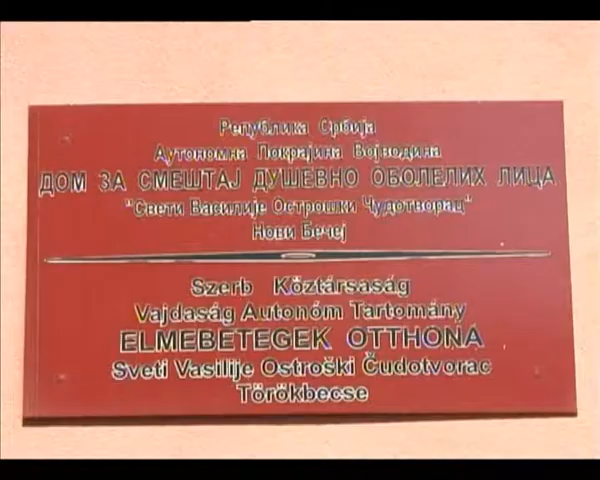 Република Србија
Аутономна Покрајина Војводина
ДОМ ЗА СМЕШТАЈ ДУШЕВНО ОБОЛЕЛИХ ЛИЦА
"Свети Василије Острошки Чудотворац"
Нови Бечеј
Szerb Köztársaság
Vajdaság Autonóm Tartomány
ELMEBETEGEK OTTHONA
Sveti Vasilije Ostroški Čudotvorac
Törökbecse